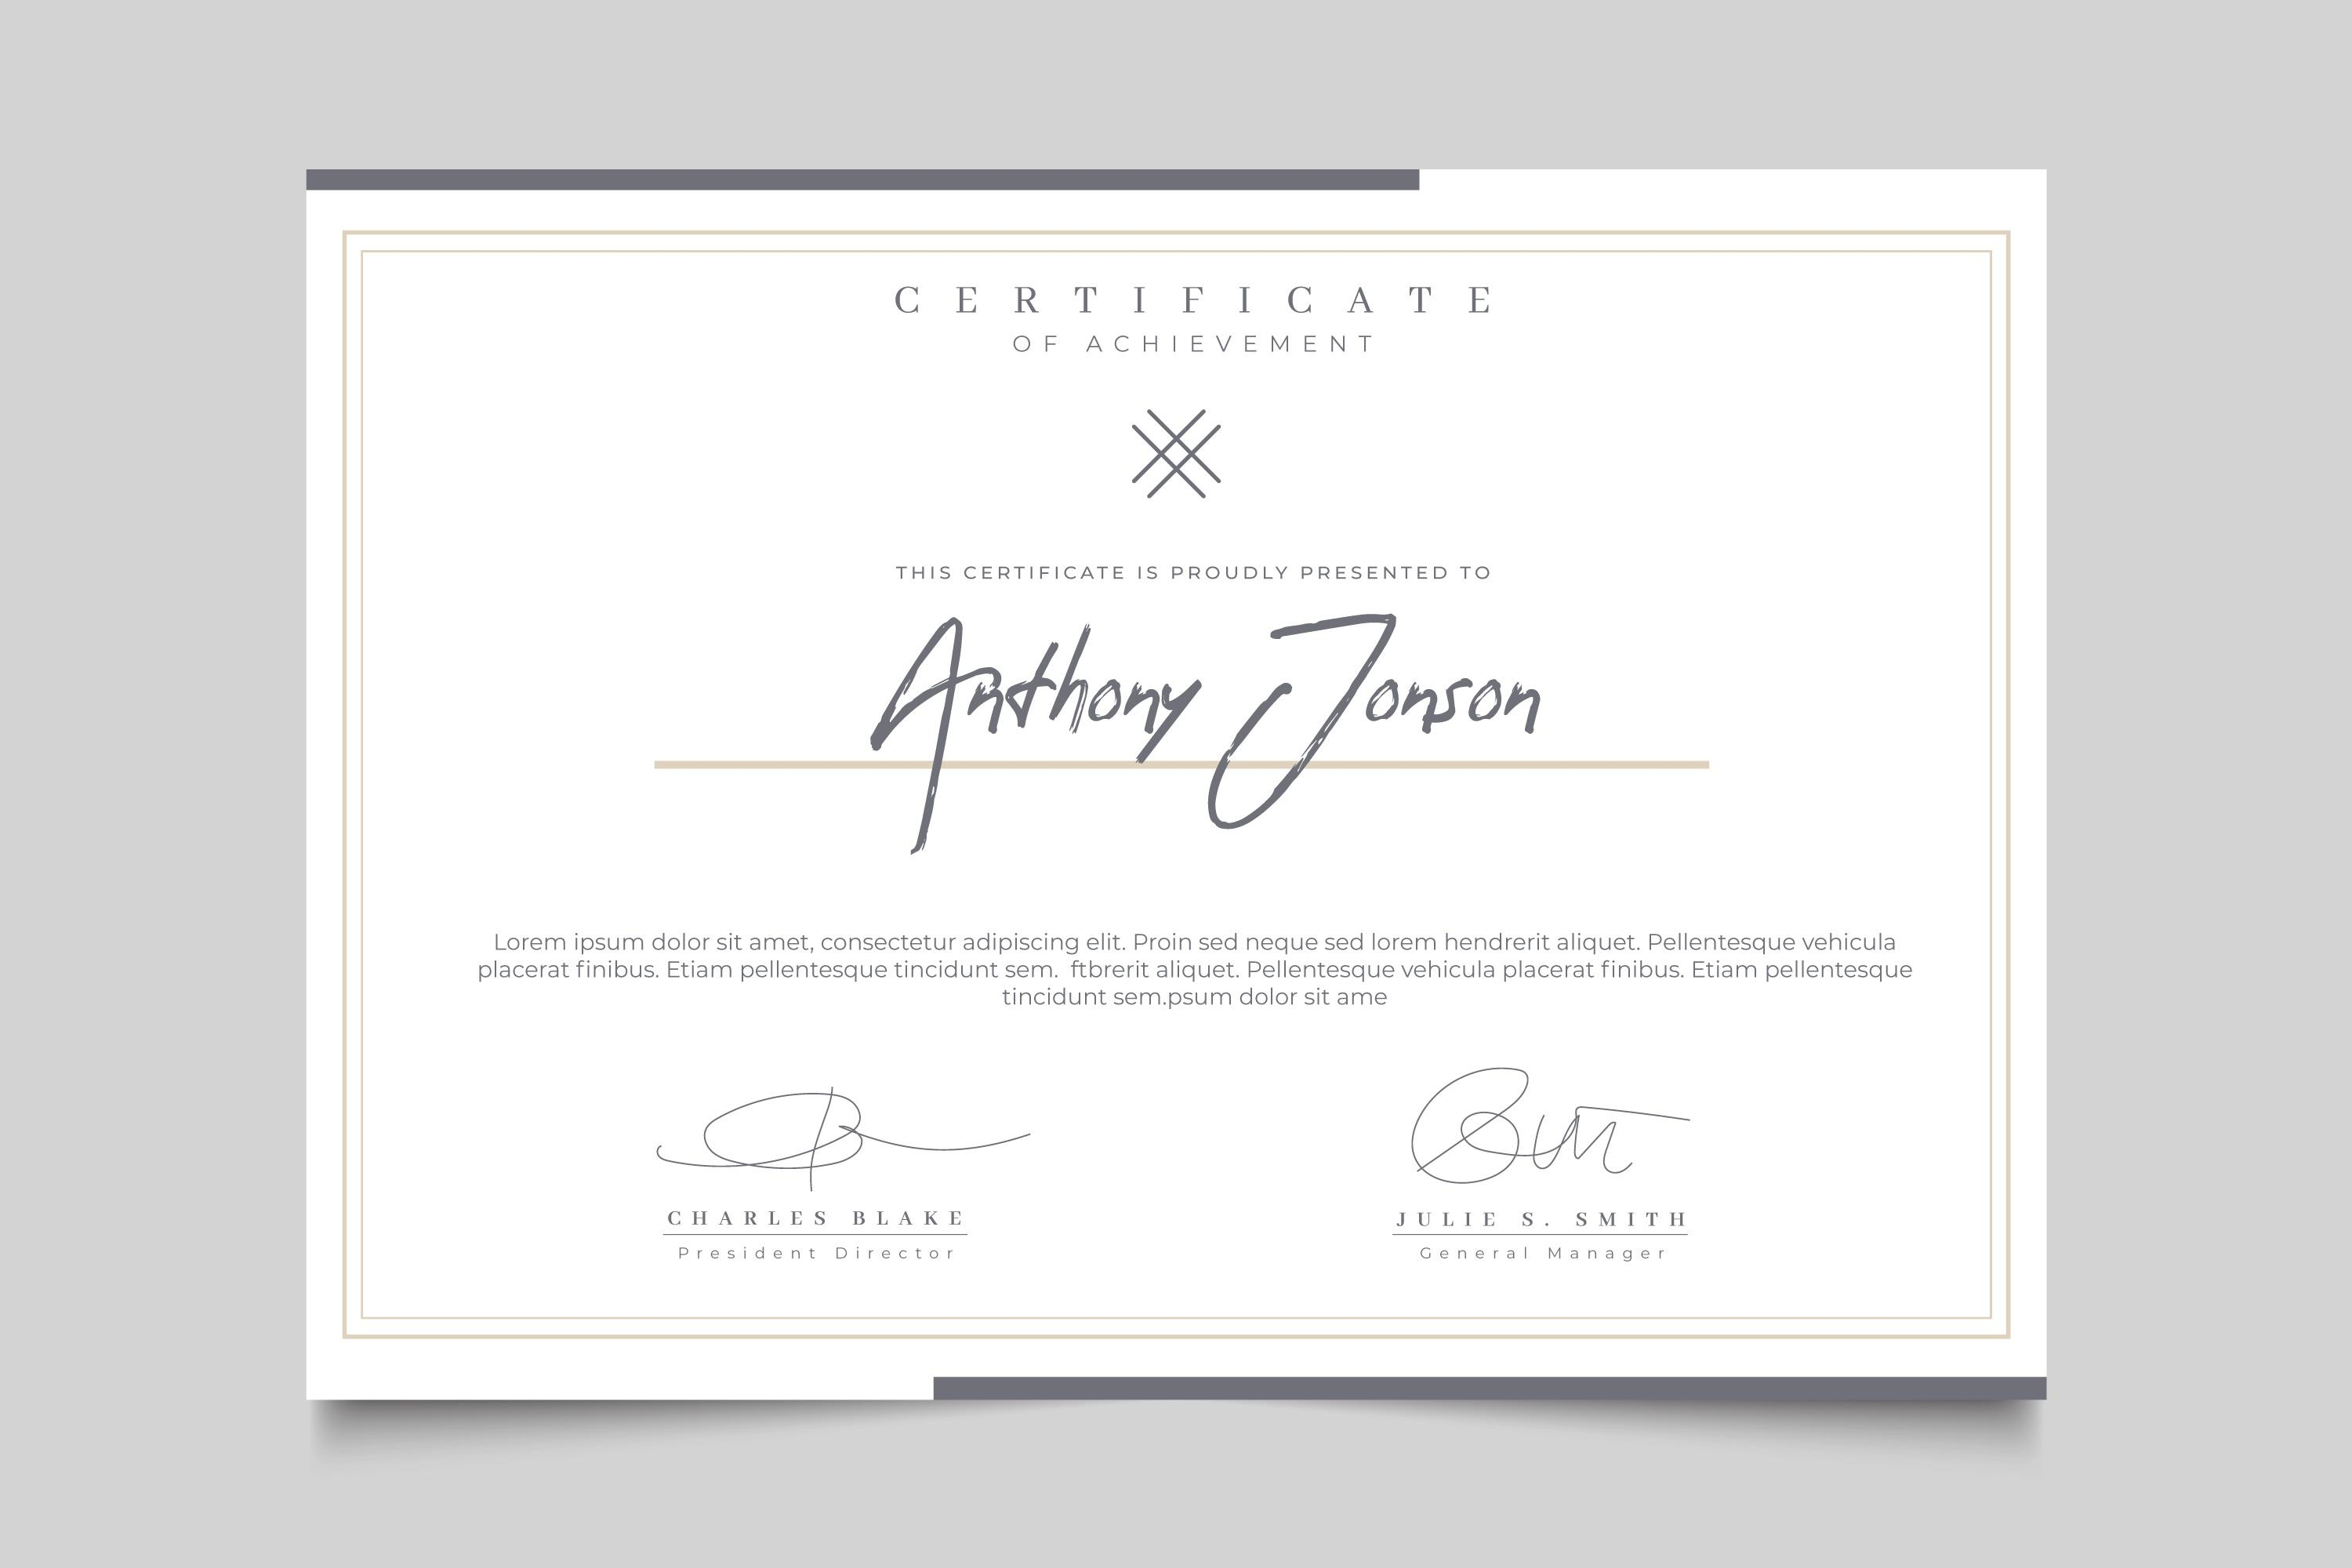 CERTIFICATE
OF ACHIEVEMENT
THIS CERTIFICATE IS PROUDLY PRESENTED TO
Anthony Jonson
Lorem ipsum dolor sit amet, consectetur adipiscing elit. Proin sed neque sed lorem hendrerit aliquet. Pellentesque vehicula
placerat finibus. Etiam pellentesque tincidunt sem.  ftbrerit aliquet. Pellentesque vehicula placerat finibus. Etiam pellentesque
tincidunt sem.psum dolor sit ame
CHARLES BLAKE
President Director
JULIE S. SMITH
General Manager